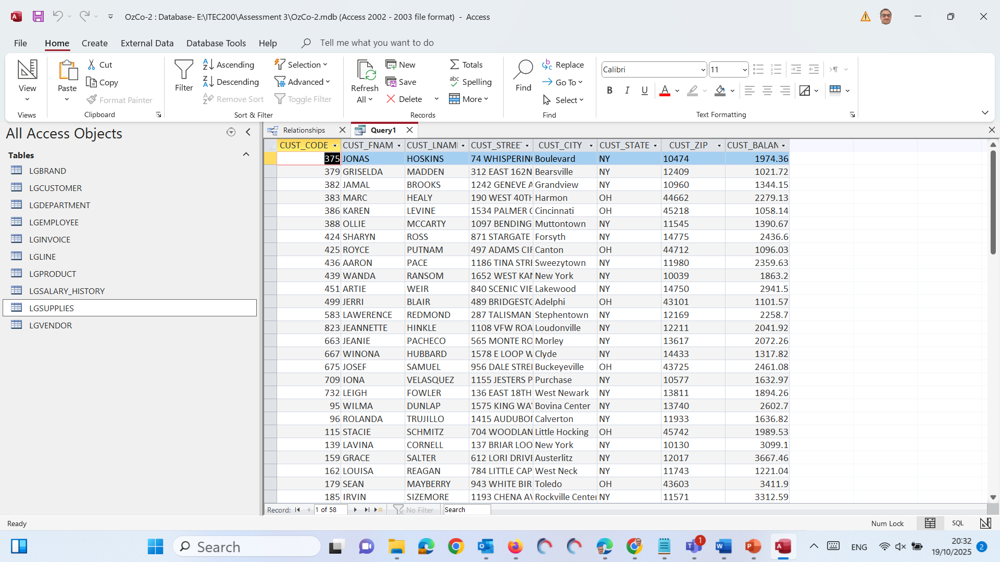 OzCo-2 : Database- E:\ITEC200\Assessment 3\OzCo-2.mdb (Access 2002 - 2003 file format) - Access
File Home Create External Data Database Tools Help Tell me what you want to do
View Paste Cut Copy Format Painter Filter Ascending Descending Remove Sort Selection Advanced Toggle Filter Refresh All New Save Delete Totals Spelling More Find Replace Go To Select Calibri 11 B I U
Views Clipboard Sort & Filter Records Find Text Formatting
All Access Objects
Tables
LGBRAND
LGCUSTOMER
LGDEPARTMENT
LGEMPLOYEE
LGINVOICE
LGLINE
LGPRODUCT
LGSALARY_HISTORY
LGSUPPLIES
LGVENDOR
Relationships Query1
CUST_CODE CUST_FNAM CUST_LNAM CUST_STREET CUST_CITY CUST_STATE CUST_ZIP CUST_BALAN
375 JONAS HOSKINS 74 WHISPERING Boulevard NY 10474 1974.36
379 GRISELDA MADDEN 312 EAST 162N Bearsville NY 12409 1021.72
382 JAMAL BROOKS 1242 GENEVE A Grandview NY 10960 1344.15
383 MARC HEALY 190 WEST 40TH Harmon OH 44662 2279.13
386 KAREN LEVINE 1534 PALMER Cincinnati OH 45218 1058.14
388 OLLIE MCCARTY 1097 BENDING Muttontown NY 11545 1390.67
424 SHARYN ROSS 871 STARGATE Forsyth NY 14775 2436.6
425 ROYCE PUTNAM 497 ADAMS CIR Canton OH 44712 1096.03
436 AARON PACE 1186 TINA STRE Sweezytown NY 11980 2359.63
439 WANDA RANSOM 1652 WEST KAN New York NY 10039 1863.2
451 ARTIE WEIR 840 SCENIC VIE Lakewood NY 14750 2941.5
499 JERRI BLAIR 489 BRIDGESTO Adelphi OH 43101 1101.57
583 LAWERENCE REDMOND 287 TALISMAN Stephentown NY 12169 2258.7
823 JEANNETTE HINKLE 1108 VFW ROA Loudonville NY 12211 2041.92
663 JEANIE PACHECO 565 MONTE RO Morley NY 13617 2072.26
667 WINONA HUBBARD 1578 E LOOP W Clyde NY 14433 1317.82
675 JOSEF SAMUEL 956 DALE STREE Buckeyeville OH 43725 2461.08
709 IONA VELASQUEZ 1155 JESTERS P Purchase NY 10577 1632.97
732 LEIGH FOWLER 136 EAST 18TH West Newark NY 13811 1894.26
95 WILMA DUNLAP 1575 KING WAY Bovina Center NY 13740 2602.7
96 ROLANDA TRUJILLO 1415 AUDUBON Calverton NY 11933 1636.82
115 STACIE SCHMITZ 704 WOODLAN Little Hocking OH 45742 1989.53
139 LAVINA CORNELL 137 BRIAR LOO New York NY 10130 3099.1
159 GRACE SALTER 612 LORI DRIVE Austerlitz NY 12017 3667.46
162 LOUISA REAGAN 784 LITTLE CAP West Neck NY 11743 1221.04
179 SEAN MAYBERRY 943 WHITE BIR Toledo OH 43603 3411.9
185 IRVIN SIZEMORE 1193 CHENA AV Rockville Center NY 11571 3312.59
Record: 1 of 58 No Filter Search
Ready Num Lock SQL
Search 1 ENG 20:32
19/10/2025 2